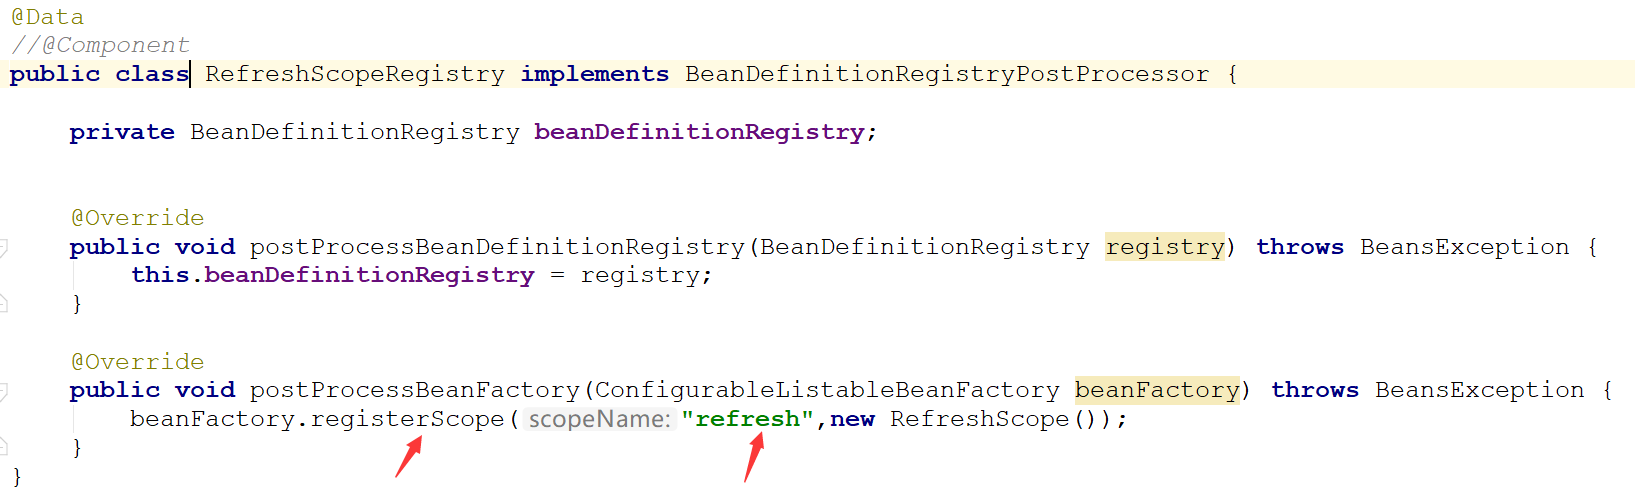 @Data
//@Component
public class RefreshScopeRegistry implements BeanDefinitionRegistryPostProcessor {
private BeanDefinitionRegistry beanDefinitionRegistry;
@Override
public void postProcessBeanDefinitionRegistry(BeanDefinitionRegistry registry) throws BeansException {
this.beanDefinitionRegistry = registry;
}
@Override
public void postProcessBeanFactory(ConfigurableListableBeanFactory beanFactory) throws BeansException {
beanFactory.registerScope( scopeName: "refresh",new RefreshScope());
}
}